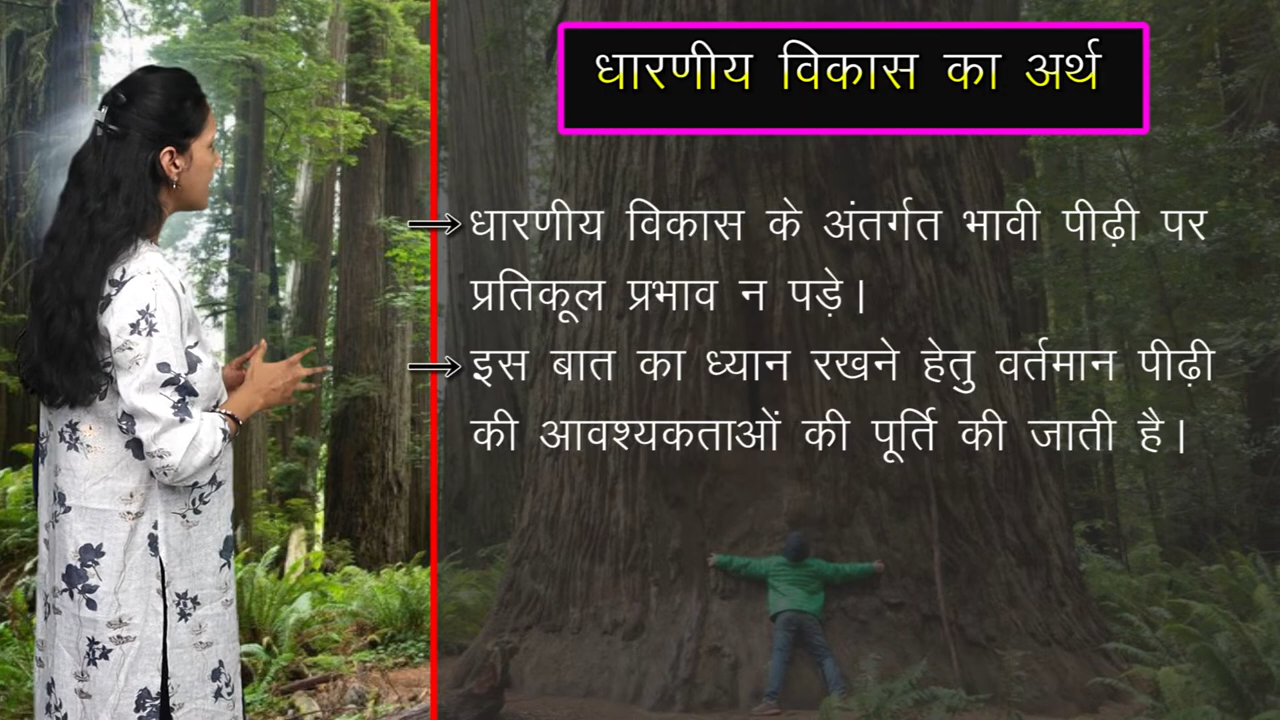 धारणीय विकास का अर्थ
धारणीय विकास के अंतर्गत भावी पीढ़ी पर
प्रतिकूल प्रभाव न पड़े।
इस बात का ध्यान रखने हेतु वर्तमान पीढ़ी
की आवश्यकताओं की पूर्ति की जाती है।